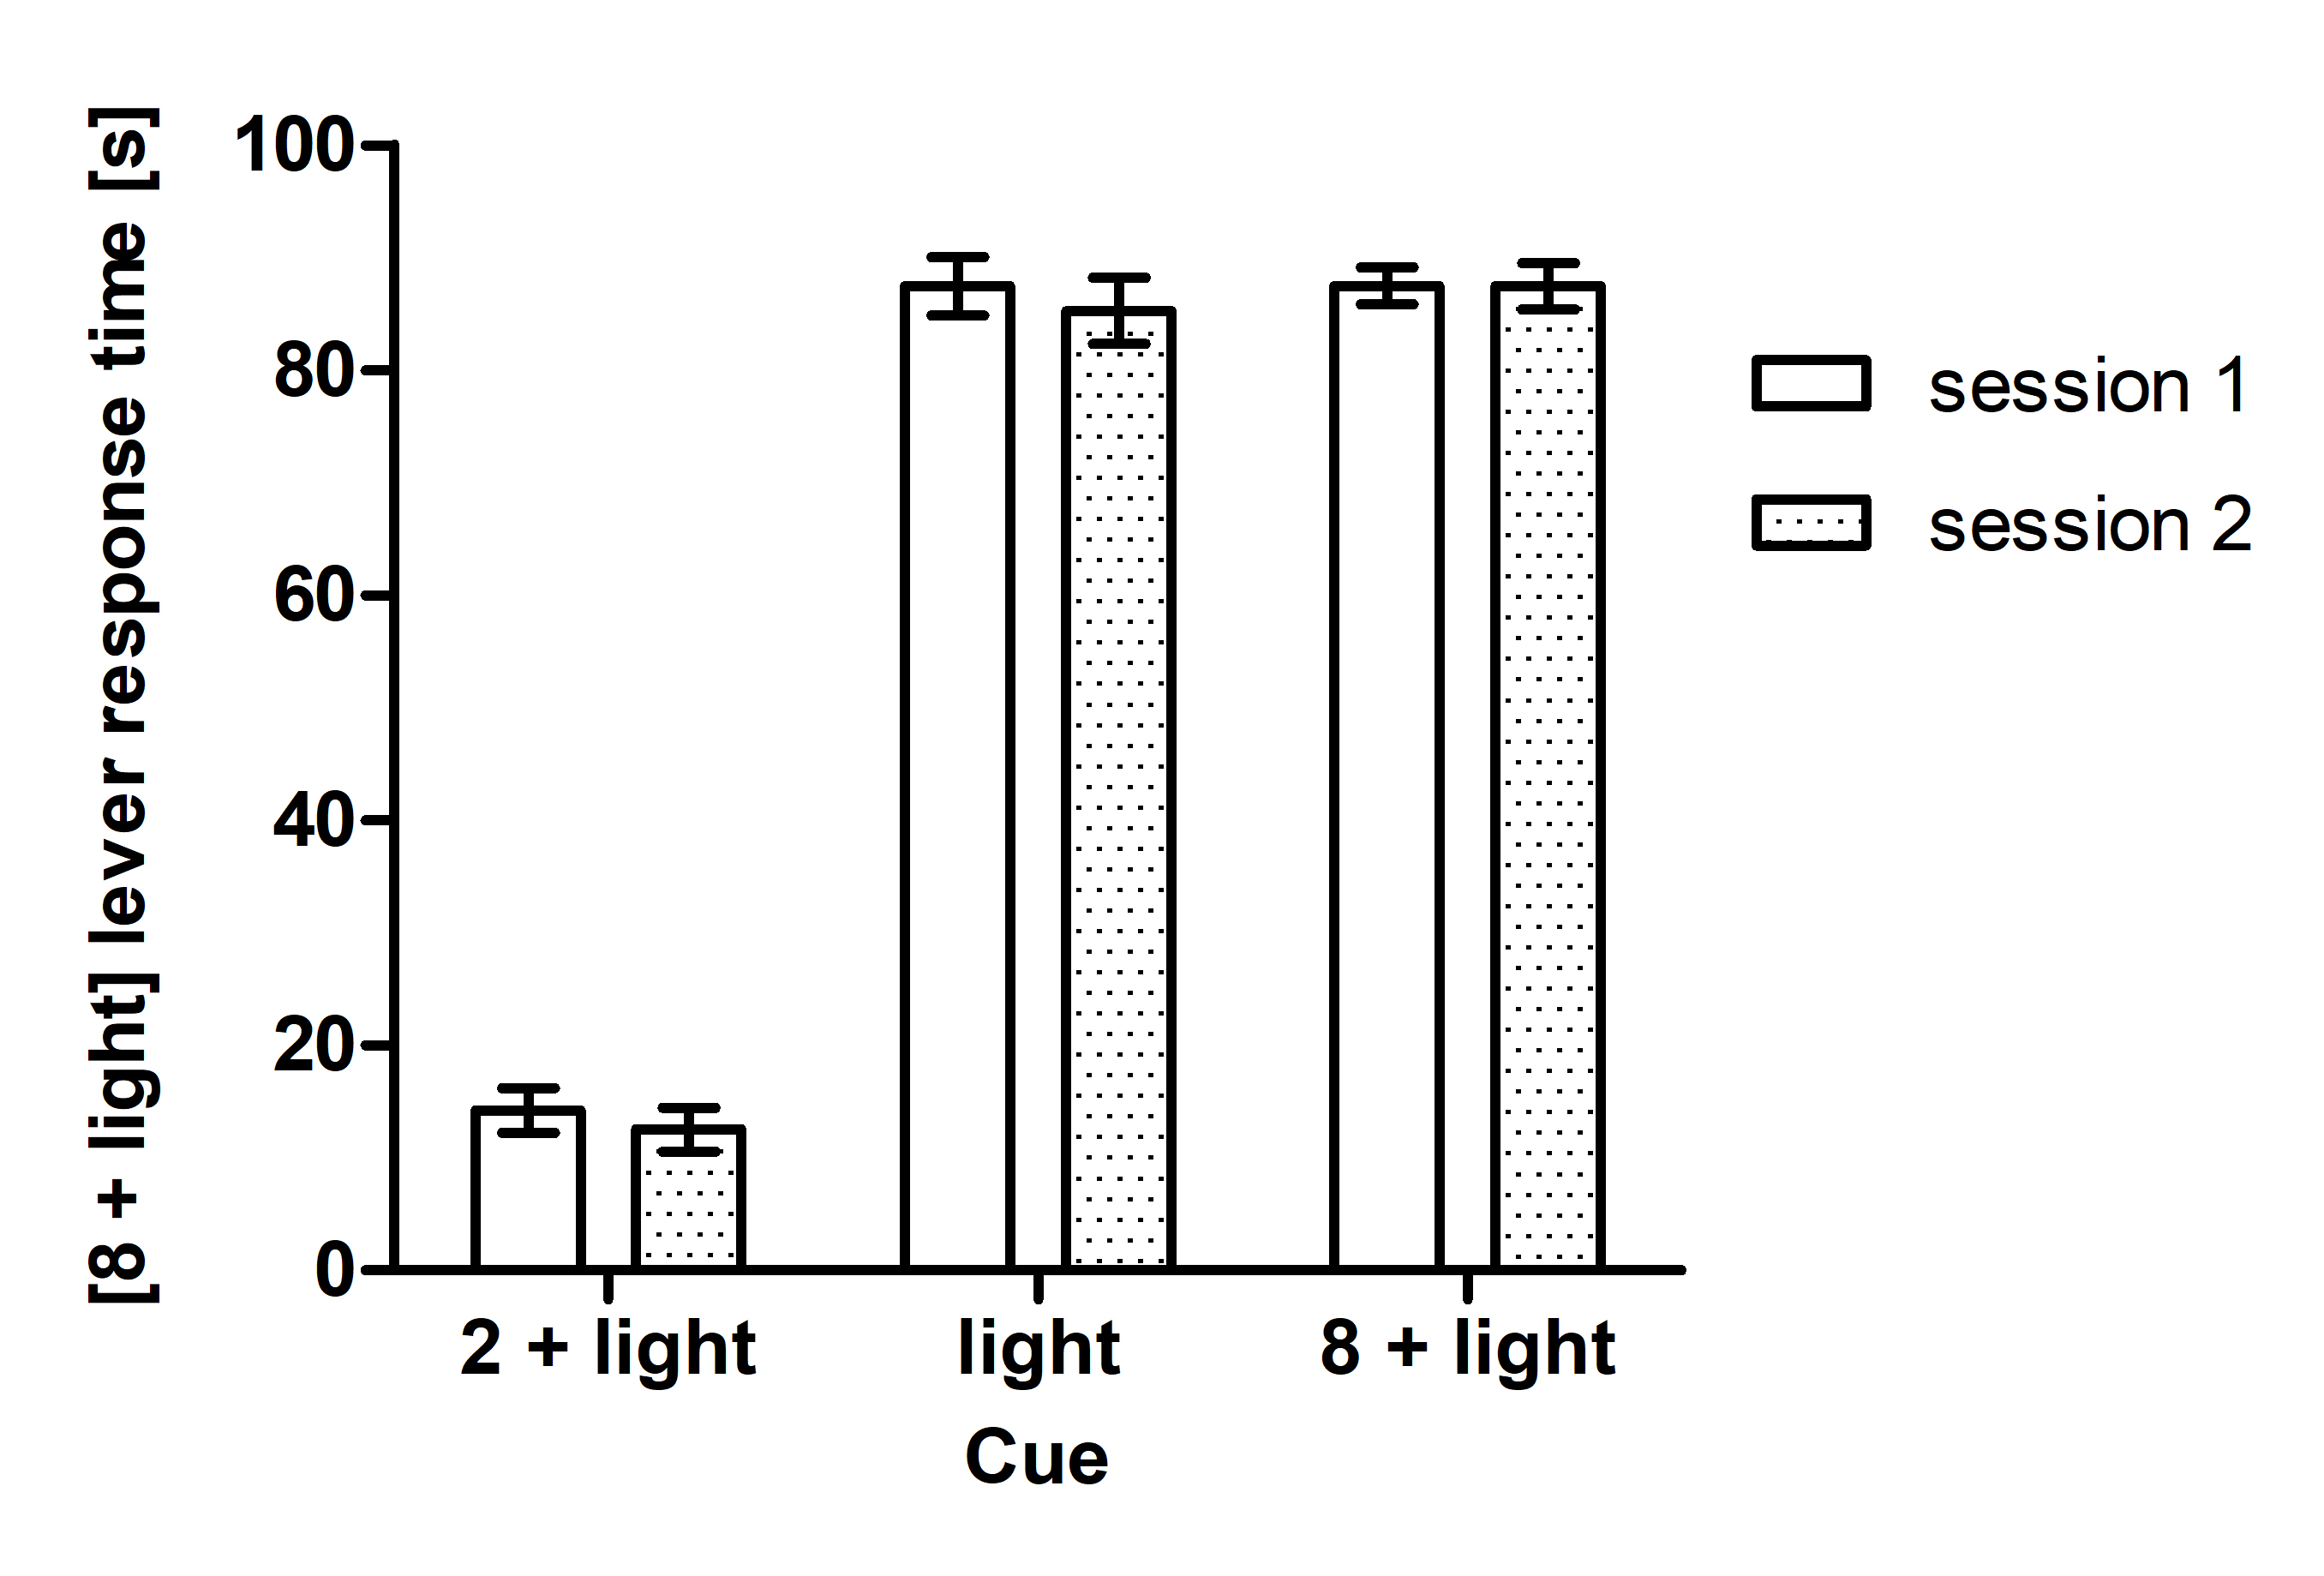 [8 + light] lever response time [s]
100
80
60
40
20
0
2 + light
light
8 + light
Cue
session 1
session 2